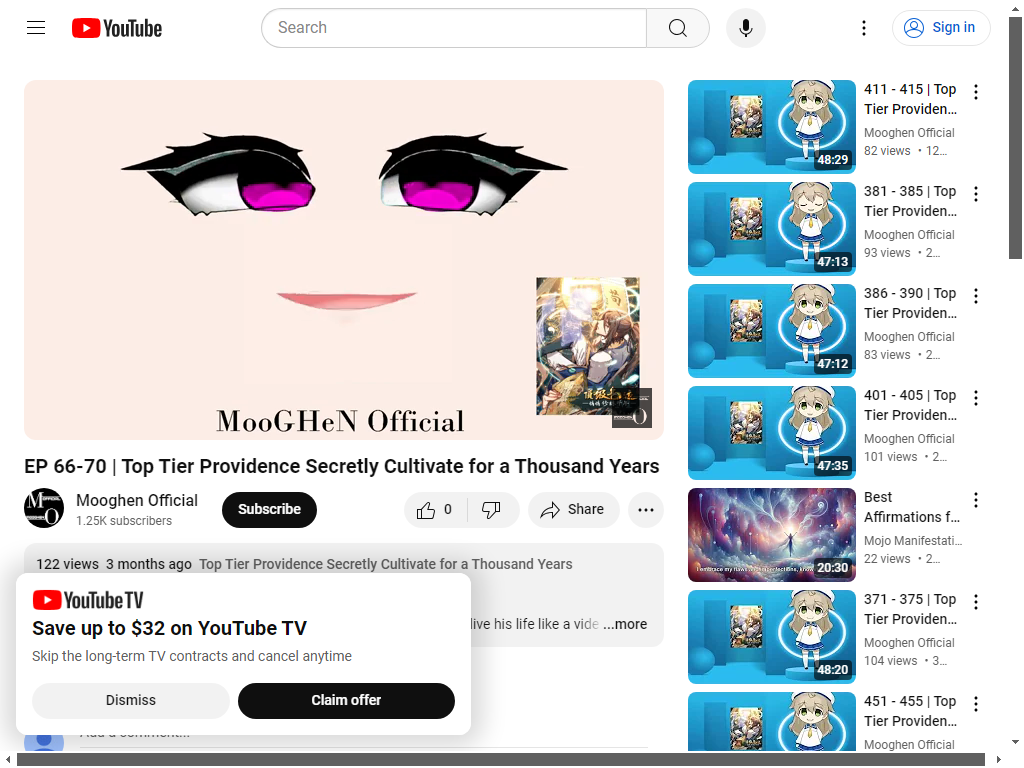 YouTube
Search
Sign in
MooGHeN Official
EP 66-70 | Top Tier Providence Secretly Cultivate for a Thousand Years
Mooghen Official
1.25K subscribers
Subscribe
0
Share
122 views 3 months ago Top Tier Providence Secretly Cultivate for a Thousand Years
live his life like a vide ...more
YouTube TV
Save up to $32 on YouTube TV
Skip the long-term TV contracts and cancel anytime
Dismiss
Claim offer
Add a comment...
48:29
411 - 415 | Top
Tier Providen...
Mooghen Official
82 views • 12...
47:13
381 - 385 | Top
Tier Providen...
Mooghen Official
93 views • 2...
47:12
386 - 390 | Top
Tier Providen...
Mooghen Official
83 views • 2...
47:35
401 - 405 | Top
Tier Providen...
Mooghen Official
101 views • 2...
20:30
Best
Affirmations f...
Mojo Manifestati...
22 views • 2...
48:20
371 - 375 | Top
Tier Providen...
Mooghen Official
104 views • 3...
451 - 455 | Top
Tier Providen...
Mooghen Official